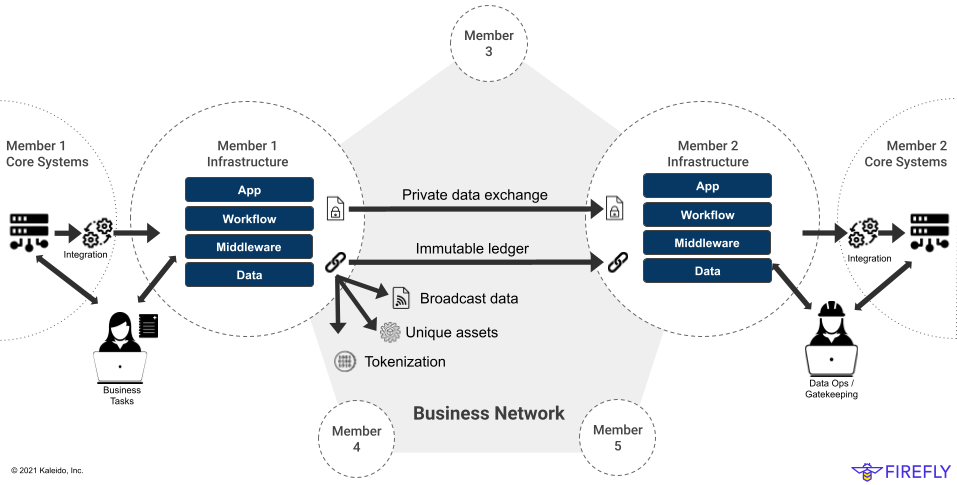 Member
3
Member 1
Core Systems
Member 1
Infrastructure
Member 2
Infrastructure
Member 2
Core Systems
App
Workflow
Middleware
Data
App
Workflow
Middleware
Data
Private data exchange
Immutable ledger
Integration
Integration
Broadcast data
Unique assets
Tokenization
Business
Tasks
Data Ops /
Gatekeeping
Business Network
Member
4
Member
5
© 2021 Kaleido, Inc.
FIREFLY